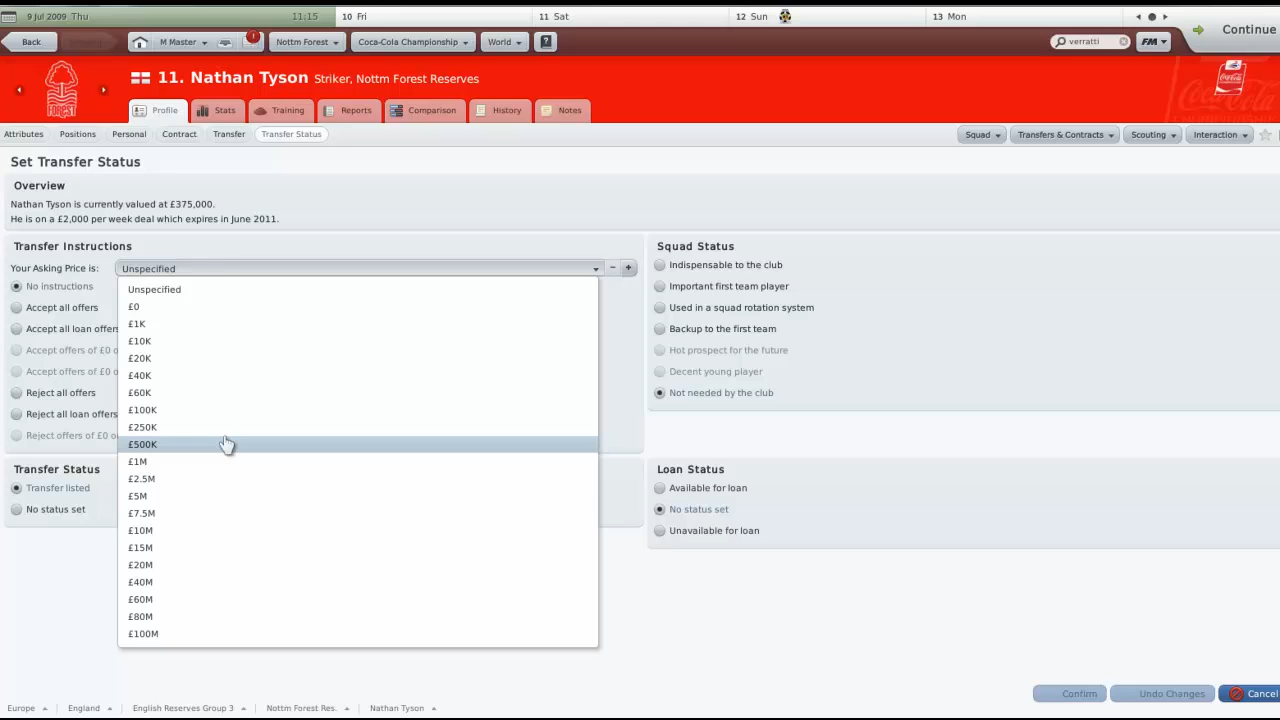 9 Jul 2009 Thu 11:15 10 Fri 11 Sat 12 Sun 13 Mon
Continue
Back M Master 1 Nottm Forest Coca-Cola Championship World ? verratti FM
11. Nathan Tyson Striker, Nottm Forest Reserves
FOREST
Profile Stats Training Reports Comparison History Notes
Attributes Positions Personal Contract Transfer Transfer Status Squad Transfers & Contracts Scouting Interaction
Set Transfer Status
Overview
Nathan Tyson is currently valued at £375,000.
He is on a £2,000 per week deal which expires in June 2011.
Transfer Instructions
Your Asking Price is: Unspecified - +
No instructions
Accept all offers
Accept all loan offers
Accept offers of £0 o
Accept offers of £0 o
Reject all offers
Reject all loan offers
Reject offers of £0 o
Unspecified
£0
£1K
£10K
£20K
£40K
£60K
£100K
£250K
£500K
£1M
£2.5M
£5M
£7.5M
£10M
£15M
£20M
£40M
£60M
£80M
£100M
Transfer Status
Transfer listed
No status set
Squad Status
Indispensable to the club
Important first team player
Used in a squad rotation system
Backup to the first team
Hot prospect for the future
Decent young player
Not needed by the club
Loan Status
Available for loan
No status set
Unavailable for loan
Confirm Undo Changes Cancel
Europe England English Reserves Group 3 Nottm Forest Res. Nathan Tyson